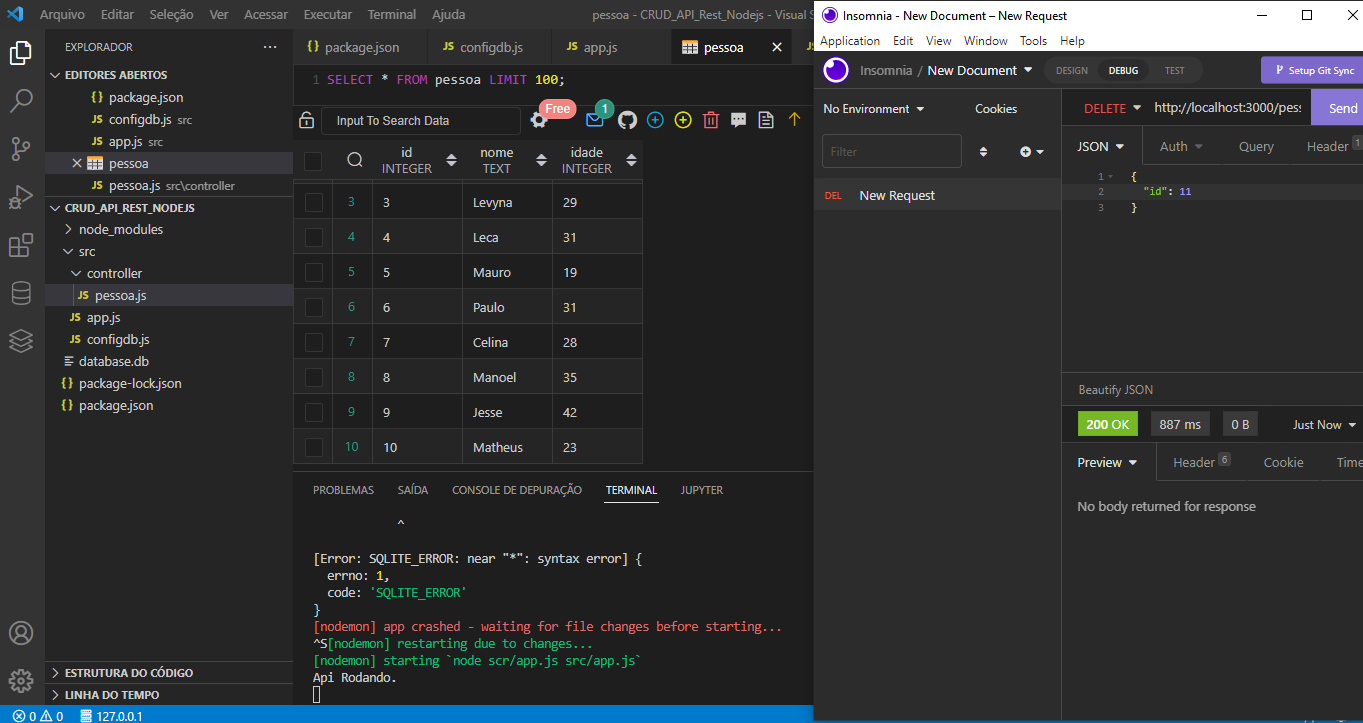 Arquivo Editar Seleção Ver Acessar Executar Terminal Ajuda pessoa - CRUD_API_Rest_Nodejs - Visual S
EXPLORADOR ...
EDITORES ABERTOS
{} package.json
JS configdb.js src
JS app.js src
pessoa
JS pessoa.js src\controller
CRUD_API_REST_NODEJS
node_modules
src
controller
JS pessoa.js
JS app.js
JS configdb.js
database.db
{} package-lock.json
{} package.json
ESTRUTURA DO CÓDIGO
LINHA DO TEMPO
0 0 127.0.0.1
{} package.json JS configdb.js JS app.js pessoa
1 SELECT * FROM pessoa LIMIT 100;
Input To Search Data Free 1
id nome idade
INTEGER TEXT INTEGER
3 3 Levyna 29
4 4 Leca 31
5 5 Mauro 19
6 6 Paulo 31
7 7 Celina 28
8 8 Manoel 35
9 9 Jesse 42
10 10 Matheus 23
PROBLEMAS SAÍDA CONSOLE DE DEPURAÇÃO TERMINAL JUPYTER
^
[Error: SQLITE_ERROR: near "*": syntax error] {
errno: 1,
code: 'SQLITE_ERROR'
}
[nodemon] app crashed - waiting for file changes before starting...
^S[nodemon] restarting due to changes...
[nodemon] starting `node scr/app.js src/app.js`
Api Rodando.
Insomnia - New Document – New Request
Application Edit View Window Tools Help
Insomnia / New Document DESIGN DEBUG TEST Setup Git Sync
No Environment Cookies
Filter
DEL New Request
DELETE http://localhost:3000/pess Send
JSON Auth Query Header 1
1 {
2 "id": 11
3 }
Beautify JSON
200 OK 887 ms 0 B Just Now
Preview Header 6 Cookie Time
No body returned for response